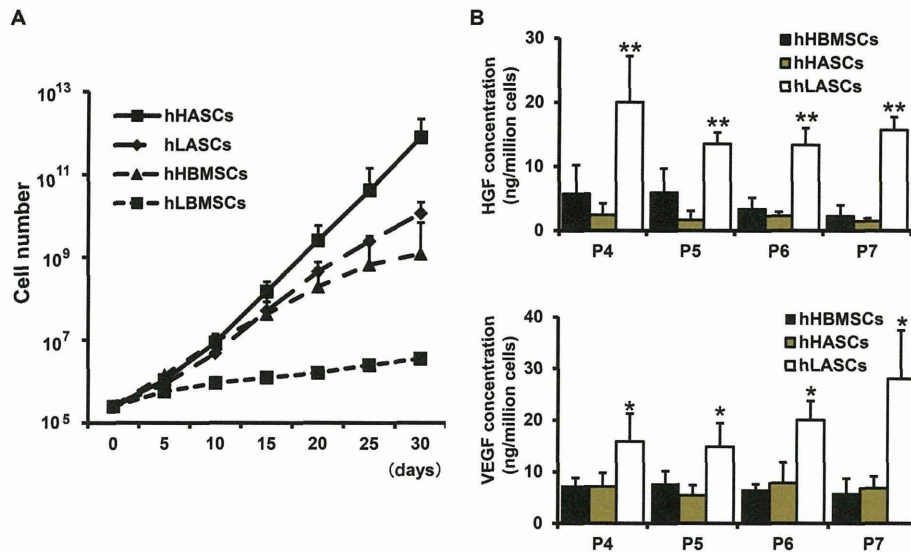 A
Cell number
10^13
10^11
10^9
10^7
10^5
hHASCs
hLASCs
hHBMSCs
hLBMSCs
0 5 10 15 20 25 30
(days)
B
HGF concentration
(ng/million cells)
30
20
10
0
hHBMSCs
hHASCs
hLASCs
** ** ** **
P4 P5 P6 P7
VEGF concentration
(ng/million cells)
40
30
20
10
0
hHBMSCs
hHASCs
hLASCs
* * * *
P4 P5 P6 P7